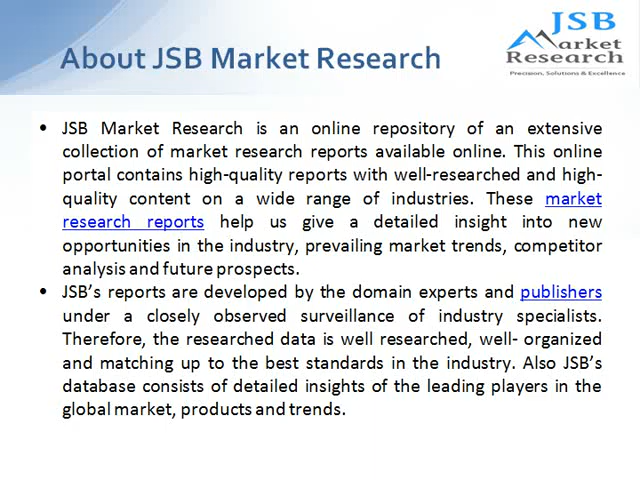 About JSB Market Research
JSB
Market
Research
Precision, Solutions & Excellence
• JSB Market Research is an online repository of an extensive
collection of market research reports available online. This online
portal contains high-quality reports with well-researched and high-
quality content on a wide range of industries. These market
research reports help us give a detailed insight into new
opportunities in the industry, prevailing market trends, competitor
analysis and future prospects.
• JSB’s reports are developed by the domain experts and publishers
under a closely observed surveillance of industry specialists.
Therefore, the researched data is well researched, well- organized
and matching up to the best standards in the industry. Also JSB’s
database consists of detailed insights of the leading players in the
global market, products and trends.